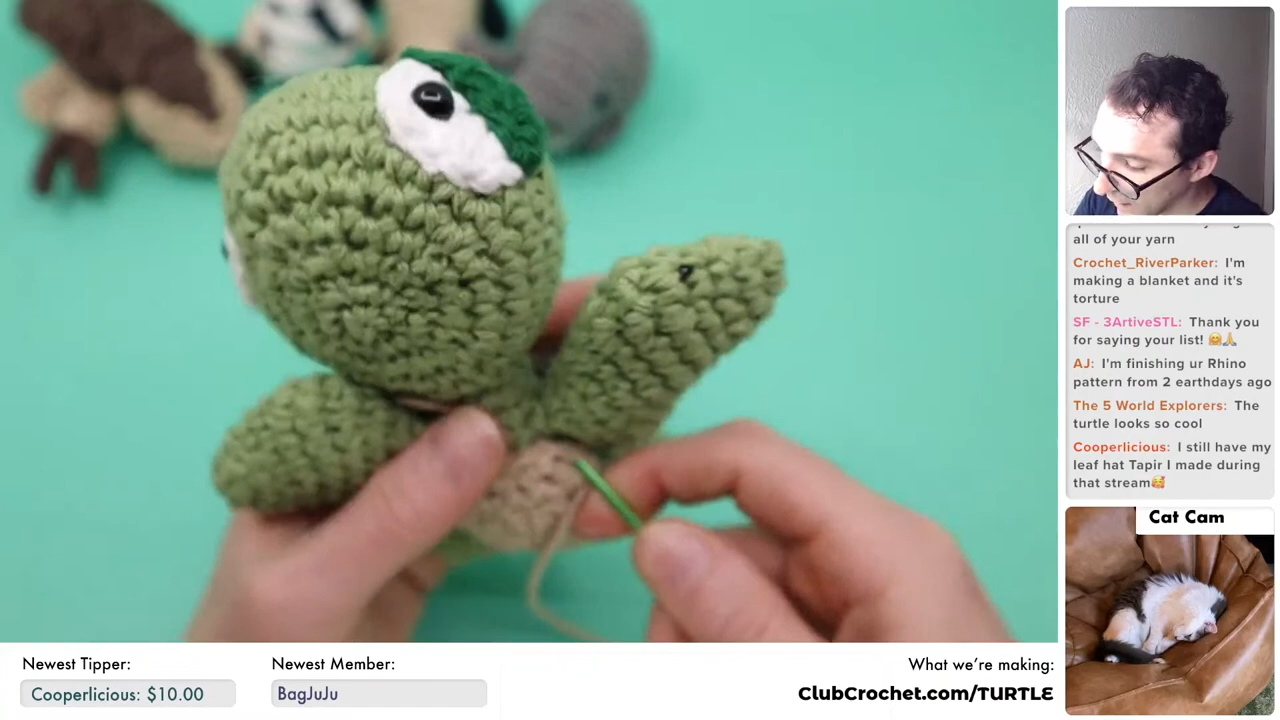 all of your yarn
Crochet_RiverParker: I'm
making a blanket and it's
torture
SF - 3ArtiveSTL: Thank you
for saying your list! 🤗🙏
AJ: I'm finishing ur Rhino
pattern from 2 earthdays ago
The 5 World Explorers: The
turtle looks so cool
Cooperlicious: I still have my
leaf hat Tapir I made during
that stream🥰
Cat Cam
Newest Tipper:
Cooperlicious: $10.00
Newest Member:
BagJuJu
What we're making:
ClubCrochet.com/TURTLE